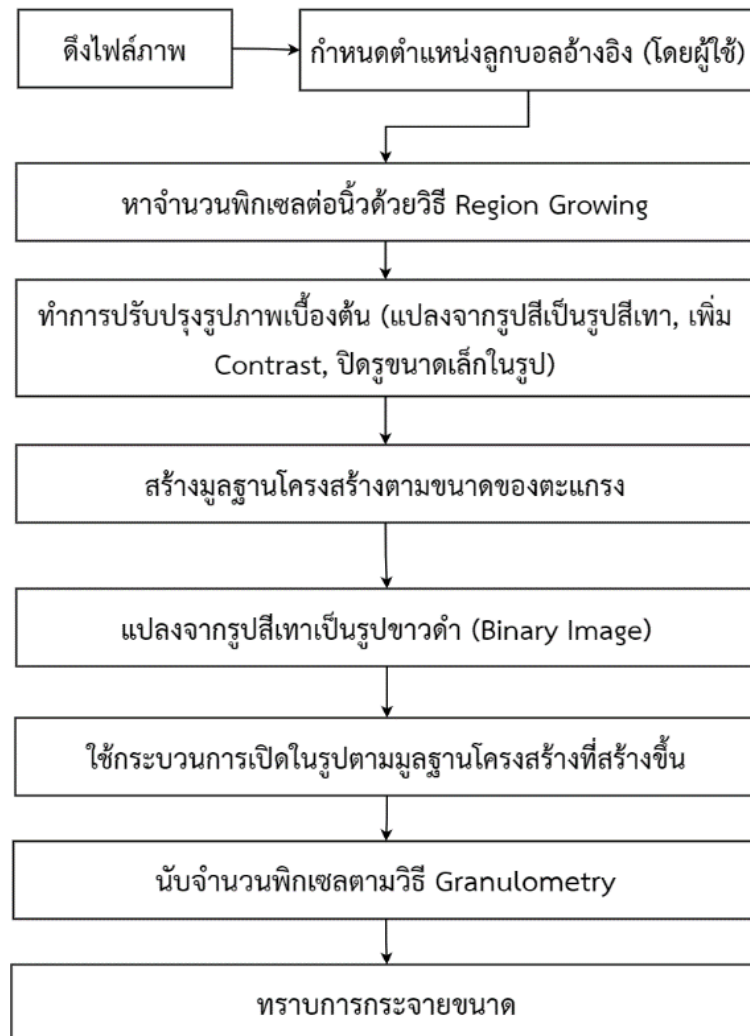 ดึงไฟล์ภาพ
กำหนดตำแหน่งลูกบอลอ้างอิง (โดยผู้ใช้)
หาจำนวนพิกเซลต่อนิ้วด้วยวิธี Region Growing
ทำการปรับปรุงรูปภาพเบื้องต้น (แปลงจากรูปสีเป็นรูปสีเทา, เพิ่ม
Contrast, ปิดรูขนาดเล็กในรูป)
สร้างมูลฐานโครงสร้างตามขนาดของตะแกรง
แปลงจากรูปสีเทาเป็นรูปขาวดำ (Binary Image)
ใช้กระบวนการเปิดในรูปตามมูลฐานโครงสร้างที่สร้างขึ้น
นับจำนวนพิกเซลตามวิธี Granulometry
ทราบการกระจายขนาด